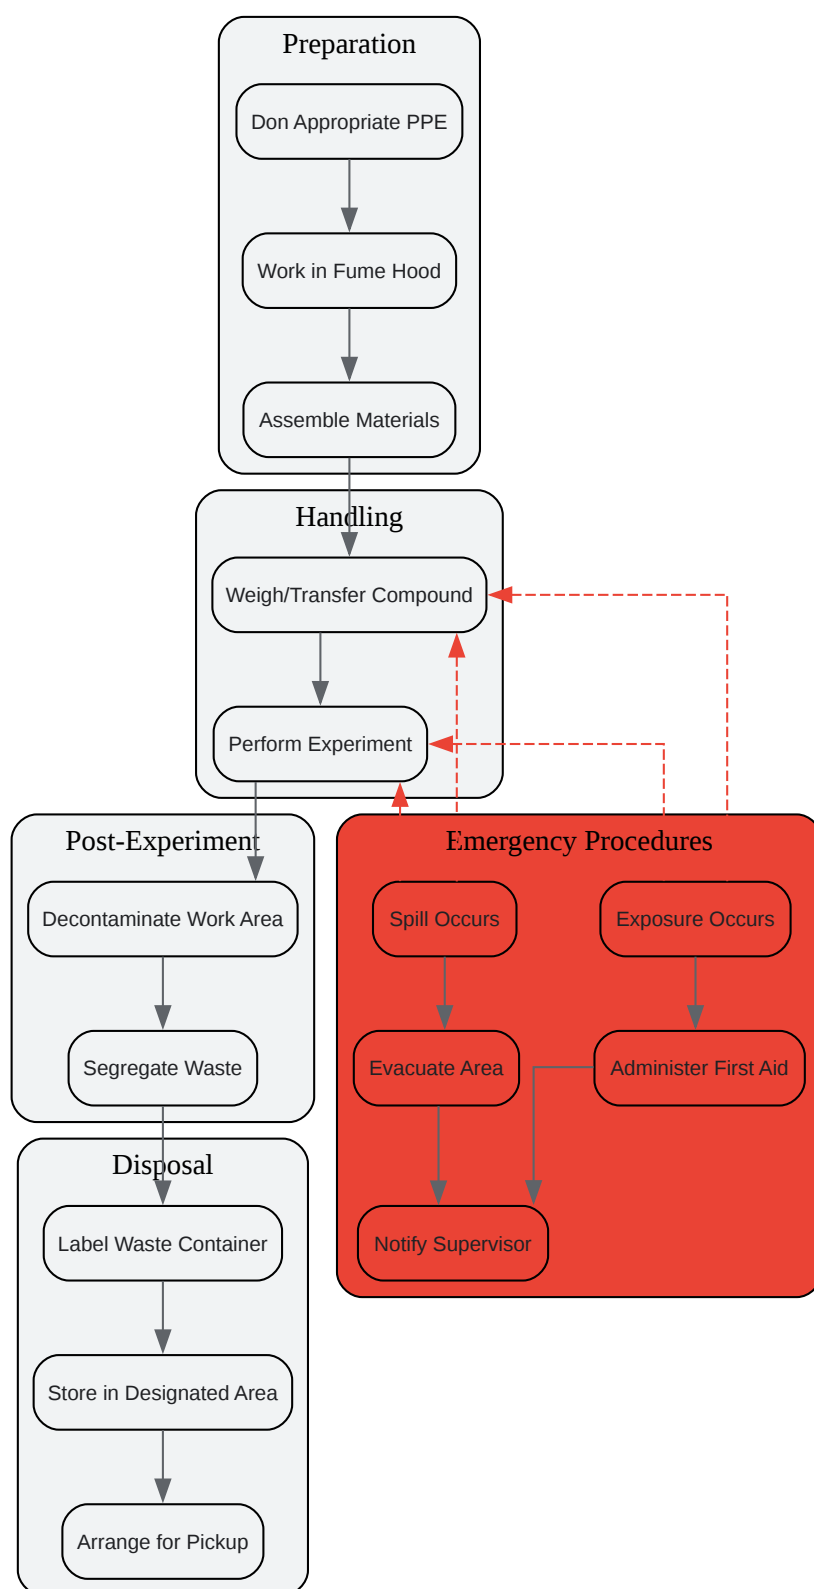 Preparation
Don Appropriate PPE
Work in Fume Hood
Assemble Materials
Handling
Weigh/Transfer Compound
Perform Experiment
Post-Experiment
Decontaminate Work Area
Segregate Waste
Emergency Procedures
Spill Occurs
Exposure Occurs
Evacuate Area
Administer First Aid
Notify Supervisor
Disposal
Label Waste Container
Store in Designated Area
Arrange for Pickup